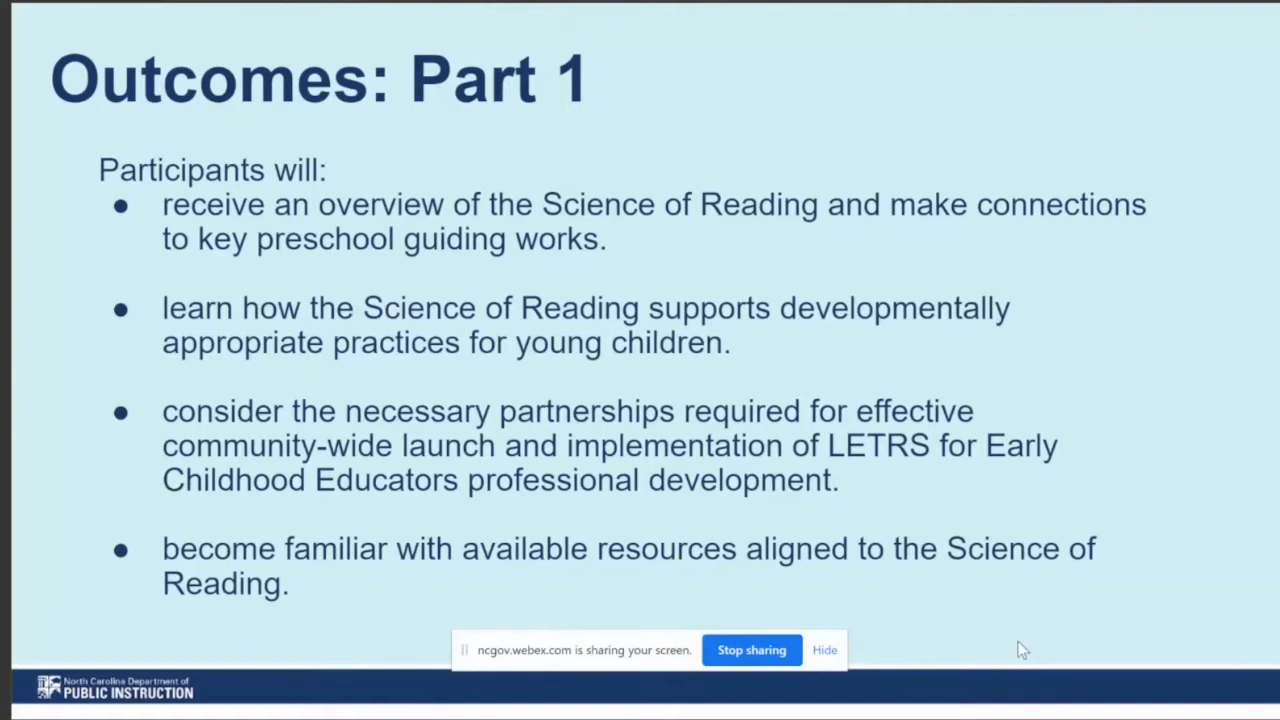 Outcomes: Part 1
Participants will:
● receive an overview of the Science of Reading and make connections
to key preschool guiding works.
● learn how the Science of Reading supports developmentally
appropriate practices for young children.
● consider the necessary partnerships required for effective
community-wide launch and implementation of LETRS for Early
Childhood Educators professional development.
● become familiar with available resources aligned to the Science of
Reading.
ncgov.webex.com is sharing your screen. Stop sharing Hide
North Carolina Department of
PUBLIC INSTRUCTION